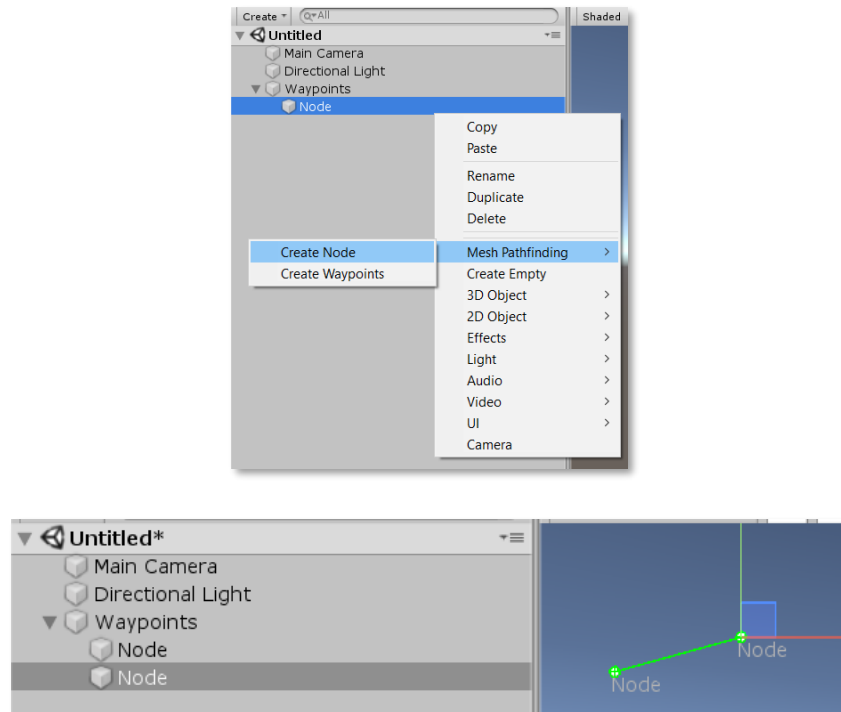 Create All Shaded
Untitled
Main Camera
Directional Light
Waypoints
Node
Copy
Paste
Rename
Duplicate
Delete
Mesh Pathfinding
Create Node
Create Waypoints
Create Empty
3D Object
2D Object
Effects
Light
Audio
Video
UI
Camera
Untitled*
Main Camera
Directional Light
Waypoints
Node
Node
Node
Node